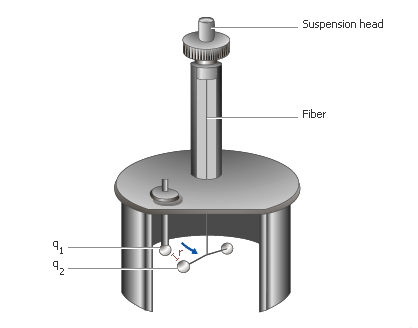 Suspension head
Fiber
q1
r
q2